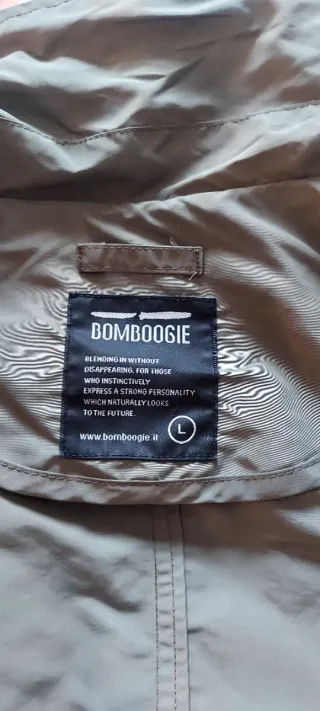 BOMBOOGIE
BLENDING IN WITHOUT
DISAPPEARING. FOR THOSE
WHO INSTINCTIVELY
EXPRESS A STRONG PERSONALITY
WHICH NATURALLY LOOKS
TO THE FUTURE.
www.bomboogie.it L